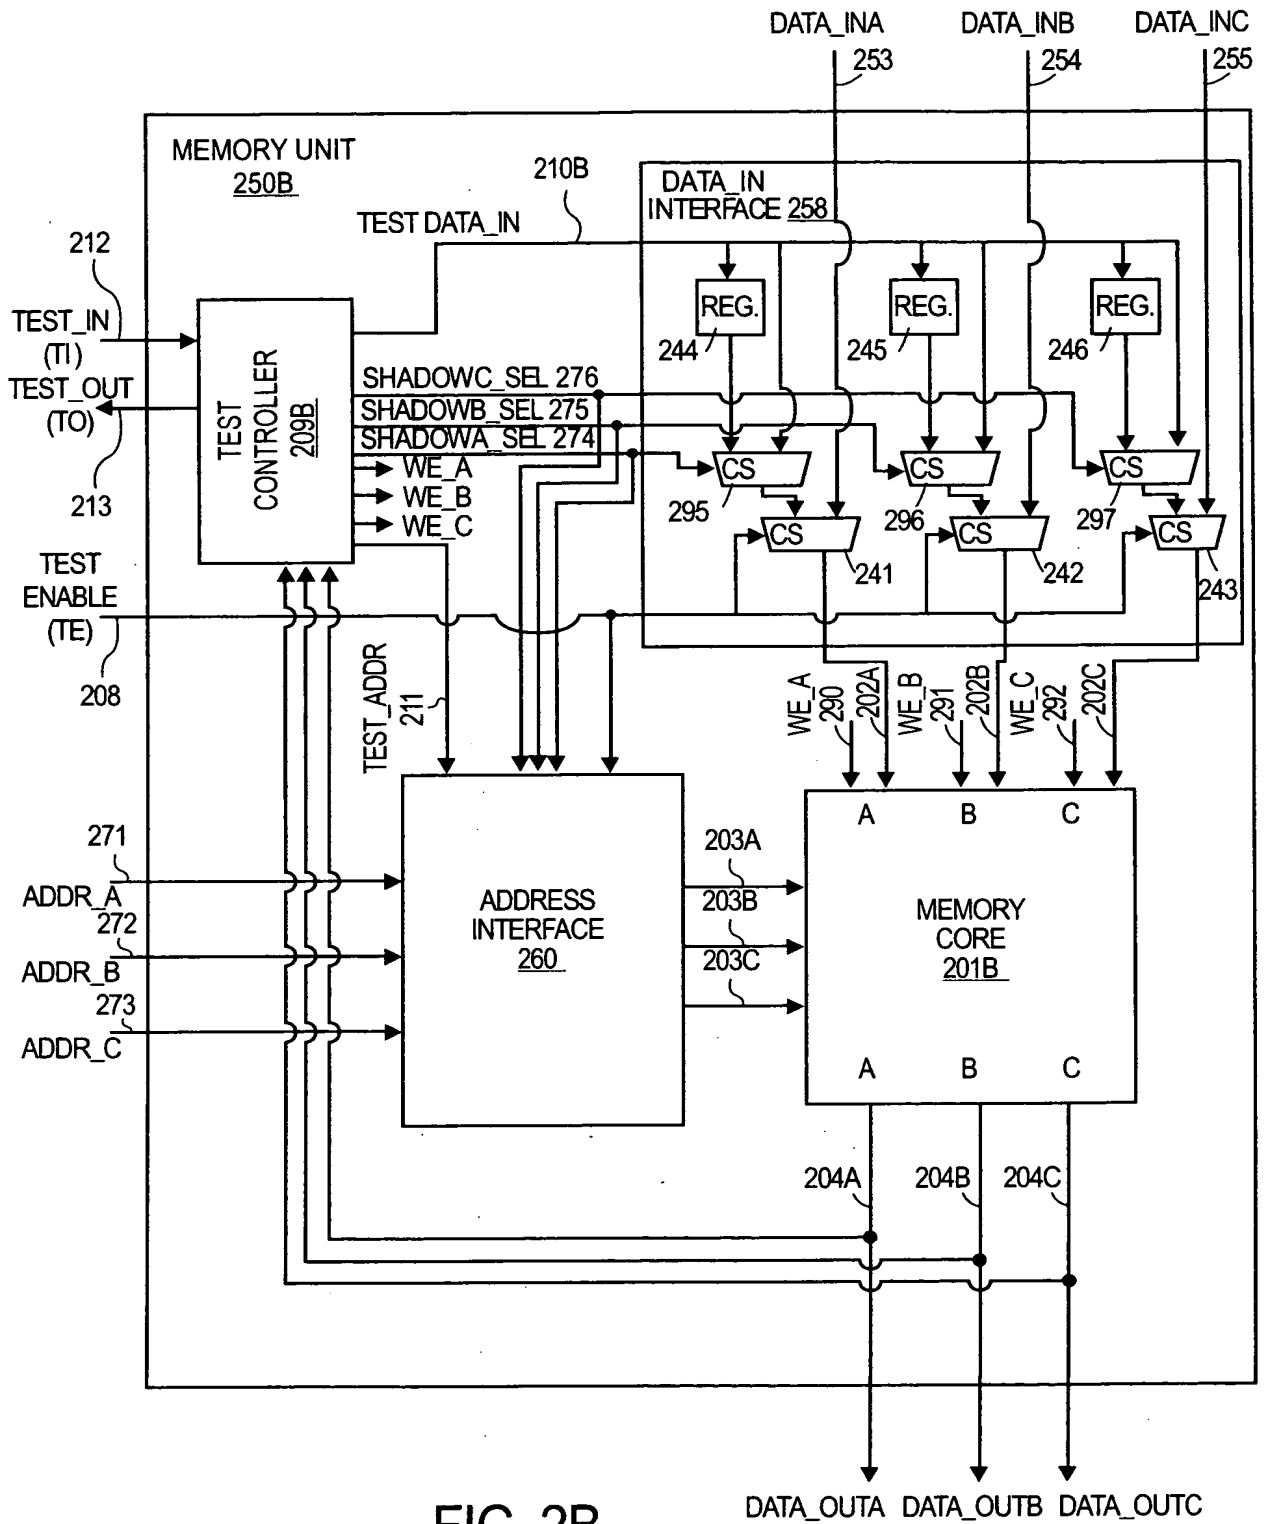 DATA_INA DATA_INB DATA_INC
253 254 255
MEMORY UNIT
250B
210B
DATA_IN
INTERFACE 258
TEST DATA_IN
212
TEST_IN
(TI)
TEST_OUT
(TO)
213
TEST
CONTROLLER
209B
REG. REG. REG.
244 245 246
SHADOWC_SEL 276
SHADOWB_SEL 275
SHADOWA_SEL 274
WE_A
WE_B
WE_C
CS CS CS
295 296 297
CS CS CS
241 242 243
TEST
ENABLE
(TE)
208
TEST_ADDR
211
WE_A
290
202A
WE_B
291
202B
WE_C
292
202C
A B C
271
ADDR_A
272
ADDR_B
273
ADDR_C
ADDRESS
INTERFACE
260
203A
203B
203C
MEMORY
CORE
201B
A B C
204A 204B 204C
DATA_OUTA DATA_OUTB DATA_OUTC
FIG. 2B